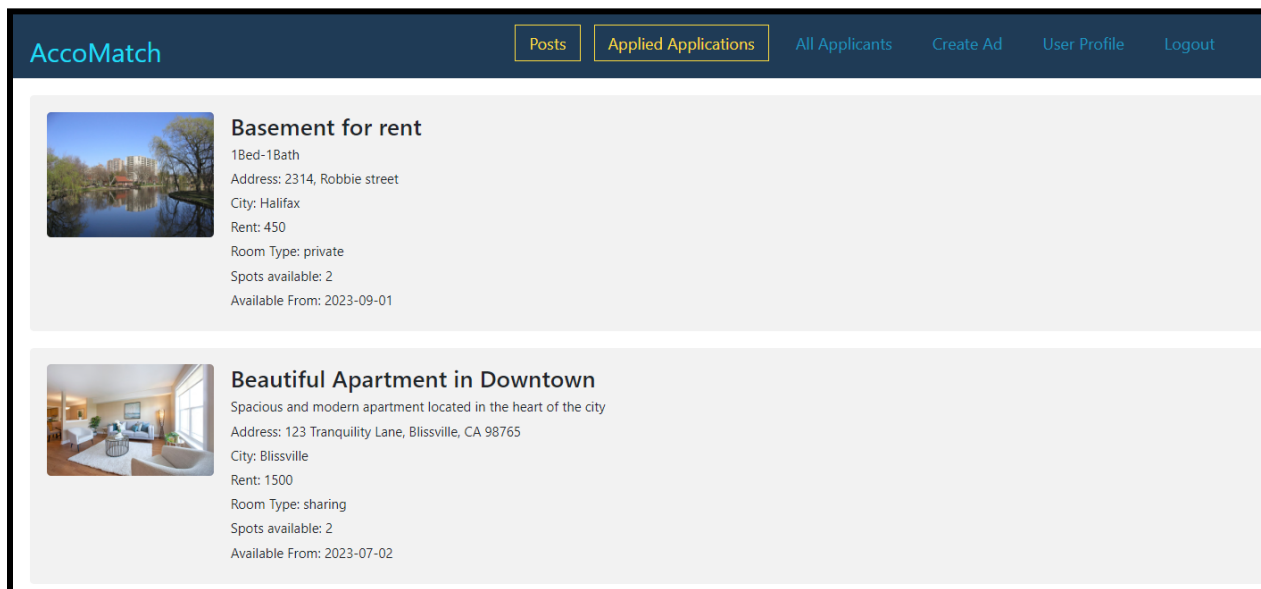 AccoMatch
Posts
Applied Applications
All Applicants
Create Ad
User Profile
Logout
Basement for rent
1Bed-1Bath
Address: 2314, Robbie street
City: Halifax
Rent: 450
Room Type: private
Spots available: 2
Available From: 2023-09-01
Beautiful Apartment in Downtown
Spacious and modern apartment located in the heart of the city
Address: 123 Tranquility Lane, Blissville, CA 98765
City: Blissville
Rent: 1500
Room Type: sharing
Spots available: 2
Available From: 2023-07-02